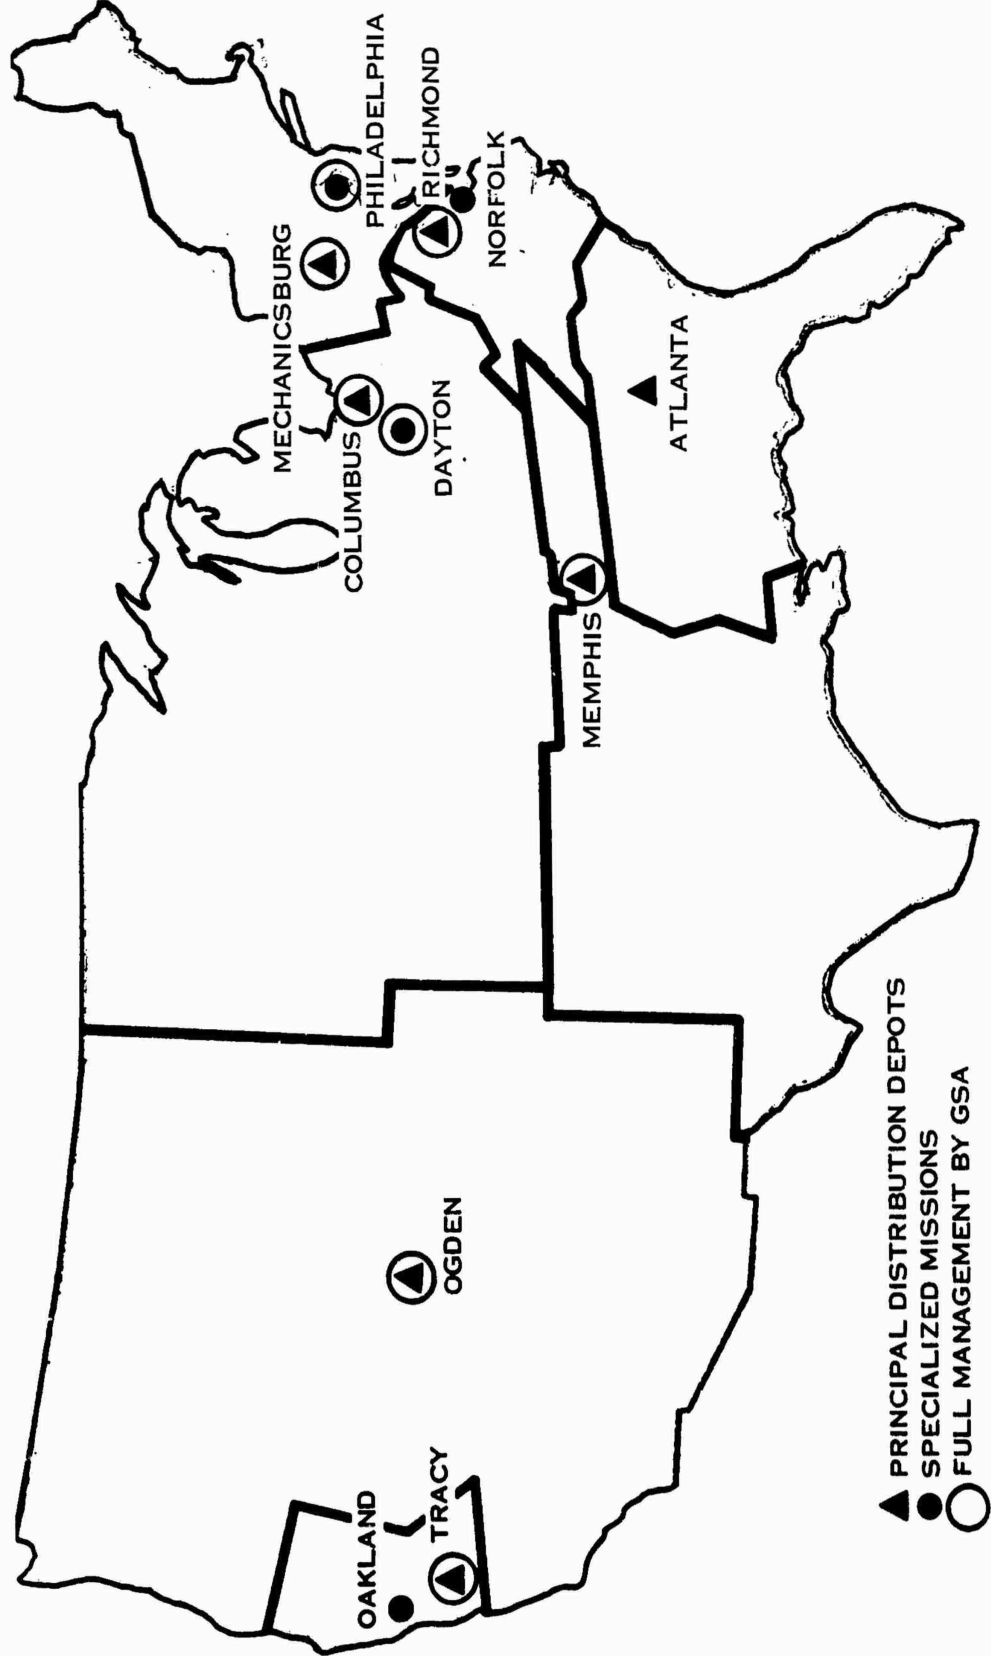 MECHANICSBURG
PHILADELPHIA
RICHMOND
NORFOLK
COLUMBUS
DAYTON
ATLANTA
MEMPHIS
OGDEN
OAKLAND
TRACY
PRINCIPAL DISTRIBUTION DEPOTS
SPECIALIZED MISSIONS
FULL MANAGEMENT BY GSA